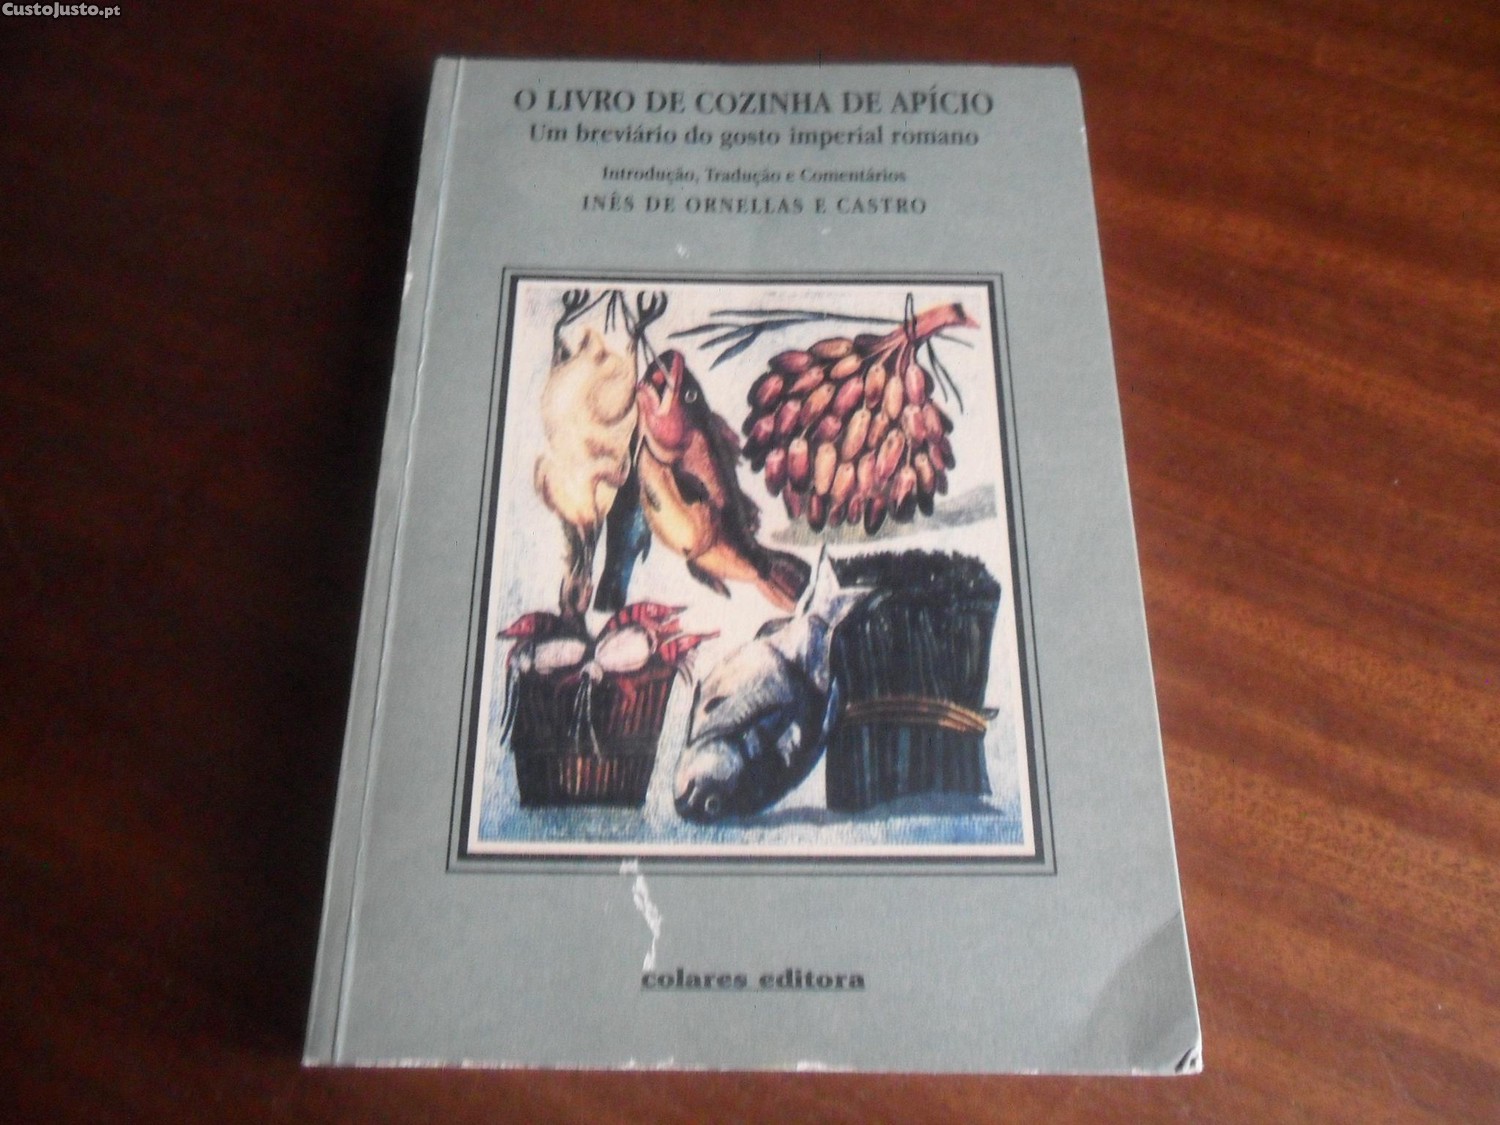 CustoJusto.pt
O LIVRO DE COZINHA DE APÍCIO
Um breviário do gosto imperial romano
Introdução, Tradução e Comentários
INÊS DE ORNELLAS E CASTRO
colares editora